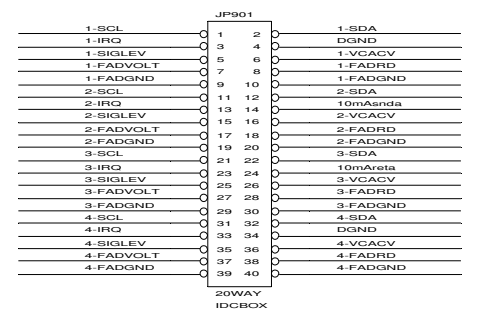 JP901
1-SCL 1 2 1-SDA
1-IRQ 3 4 DGND
1-SIGLEV 5 6 1-VCACV
1-FADVOLT 7 8 1-FADRD
1-FADGND 9 10 1-FADGND
2-SCL 11 12 2-SDA
2-IRQ 13 14 10mAsnda
2-SIGLEV 15 16 2-VCACV
2-FADVOLT 17 18 2-FADRD
2-FADGND 19 20 2-FADGND
3-SCL 21 22 3-SDA
3-IRQ 23 24 10mAreta
3-SIGLEV 25 26 3-VCACV
3-FADVOLT 27 28 3-FADRD
3-FADGND 29 30 3-FADGND
4-SCL 31 32 4-SDA
4-IRQ 33 34 DGND
4-SIGLEV 35 36 4-VCACV
4-FADVOLT 37 38 4-FADRD
4-FADGND 39 40 4-FADGND
20WAY
IDCBOX